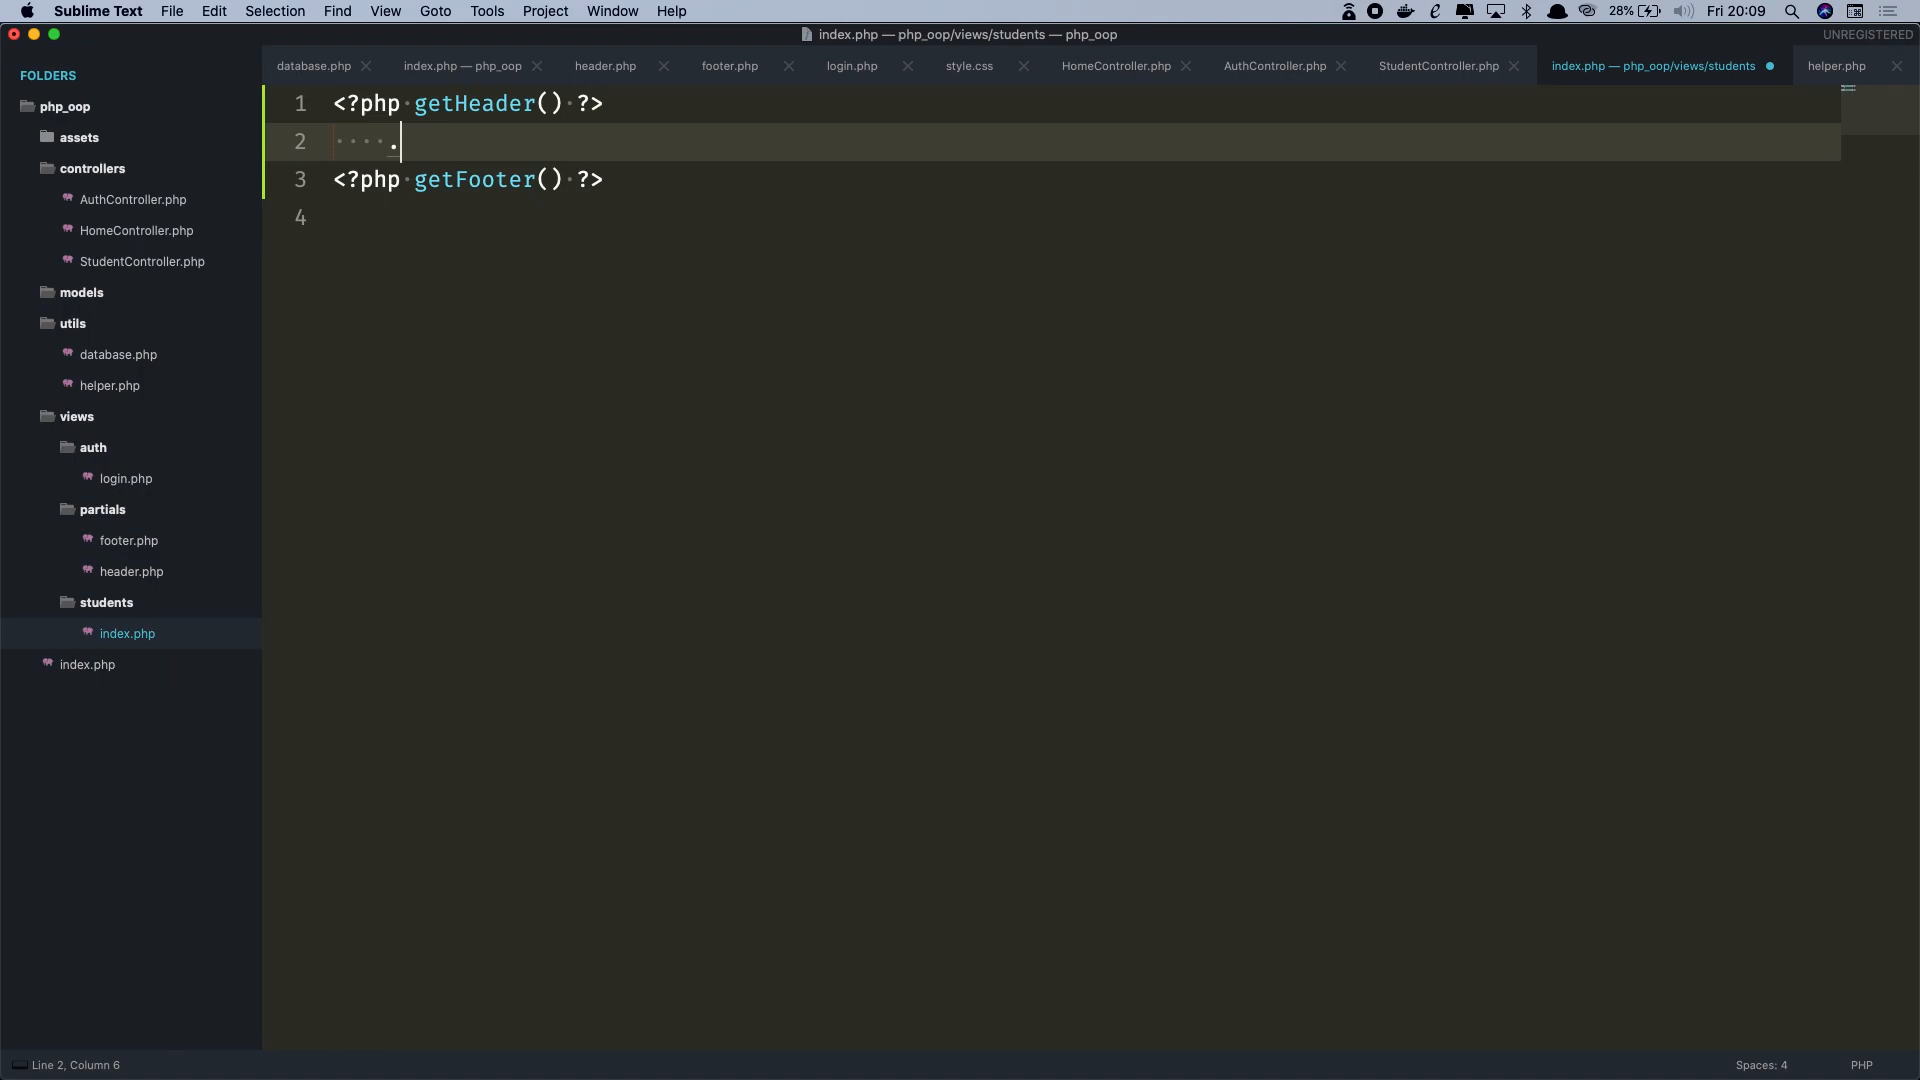 Sublime Text File Edit Selection Find View Goto Tools Project Window Help 28% Fri 20:09
index.php — php_oop/views/students — php_oop UNREGISTERED
FOLDERS
php_oop
assets
controllers
AuthController.php
HomeController.php
StudentController.php
models
utils
database.php
helper.php
views
auth
login.php
partials
footer.php
header.php
students
index.php
index.php
database.php index.php — php_oop header.php footer.php login.php style.css HomeController.php AuthController.php StudentController.php index.php — php_oop/views/students helper.php
1 <?php getHeader() ?>
2 .
3 <?php getFooter() ?>
4
Line 2, Column 6 Spaces: 4 PHP